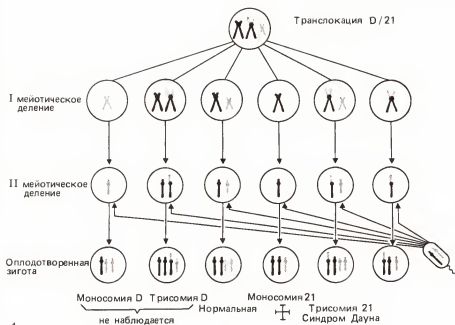 Транслокация D/21
I мейотическое
деление
II мейотическое
деление
Оплодотворенная
зигота
Моносомия D Трисомия D Нормальная Моносомия 21 Трисомия 21
Синдром Дауна
не наблюдается